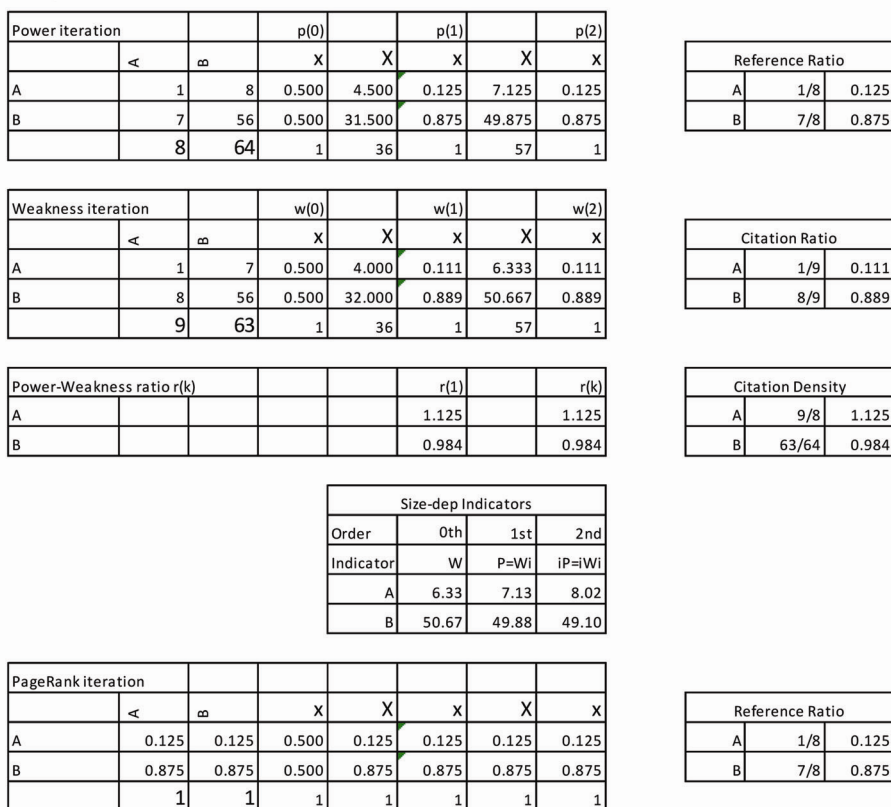 Power iteration p(0) p(1) p(2)
A B x X x X x
A 1 8 0.500 4.500 0.125 7.125 0.125
B 7 56 0.500 31.500 0.875 49.875 0.875
8 64 1 36 1 57 1
Reference Ratio
A 1/8 0.125
B 7/8 0.875
Weakness iteration w(0) w(1) w(2)
A B x X x X x
A 1 7 0.500 4.000 0.111 6.333 0.111
B 8 56 0.500 32.000 0.889 50.667 0.889
9 63 1 36 1 57 1
Citation Ratio
A 1/9 0.111
B 8/9 0.889
Power-Weakness ratio r(k) r(1) r(k)
A 1.125 1.125
B 0.984 0.984
Citation Density
A 9/8 1.125
B 63/64 0.984
Size-dep Indicators
Order 0th 1st 2nd
Indicator W P=Wi iP=iWi
A 6.33 7.13 8.02
B 50.67 49.88 49.10
PageRank iteration
A B x X x X x
A 0.125 0.125 0.500 0.125 0.125 0.125 0.125
B 0.875 0.875 0.500 0.875 0.875 0.875 0.875
1 1 1 1 1 1 1
Reference Ratio
A 1/8 0.125
B 7/8 0.875